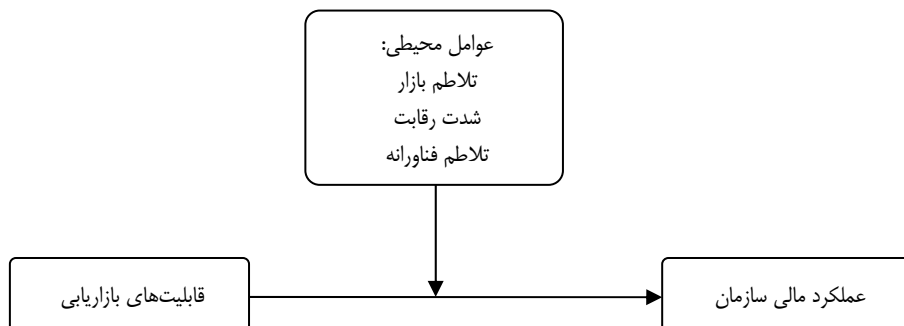 عوامل محیطی:
تلاطم بازار
شدت رقابت
تلاطم فناورانه
قابلیت‌های بازاریابی
عملکرد مالی سازمان